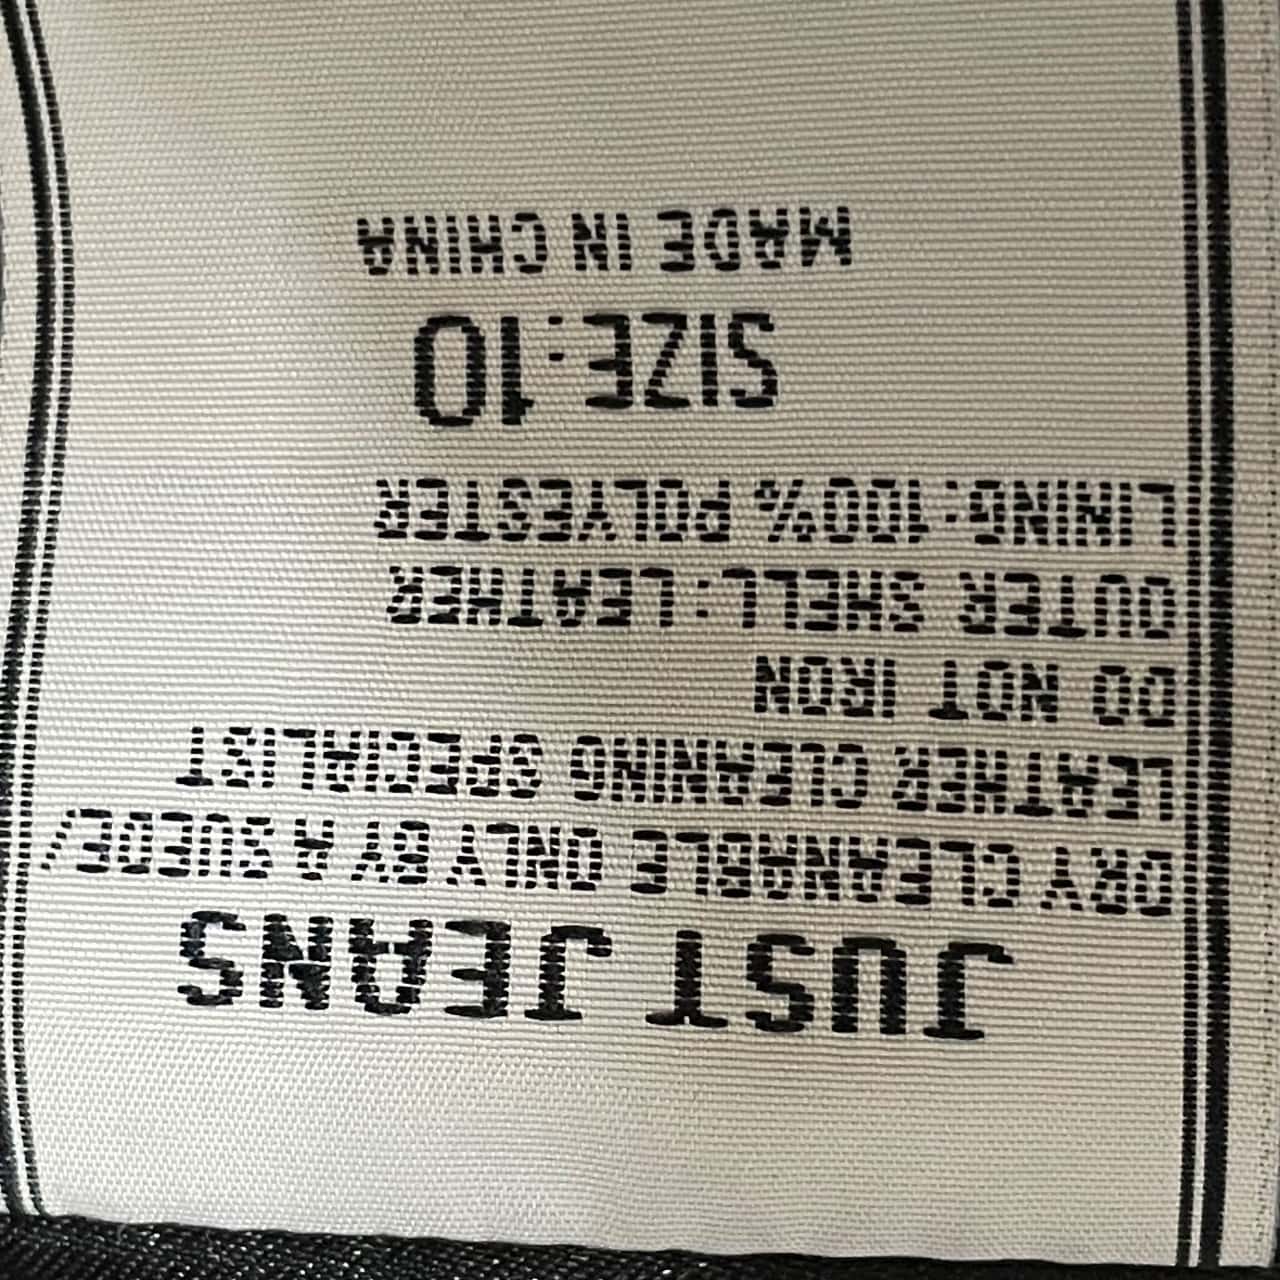 JUST JEANS
DRY CLEANABLE ONLY BY A SUEDE/
LEATHER CLEANING SPECIALIST
DO NOT IRON
OUTER SHELL: LEATHER
LINING: 100% POLYESTER
SIZE: 10
MADE IN CHINA